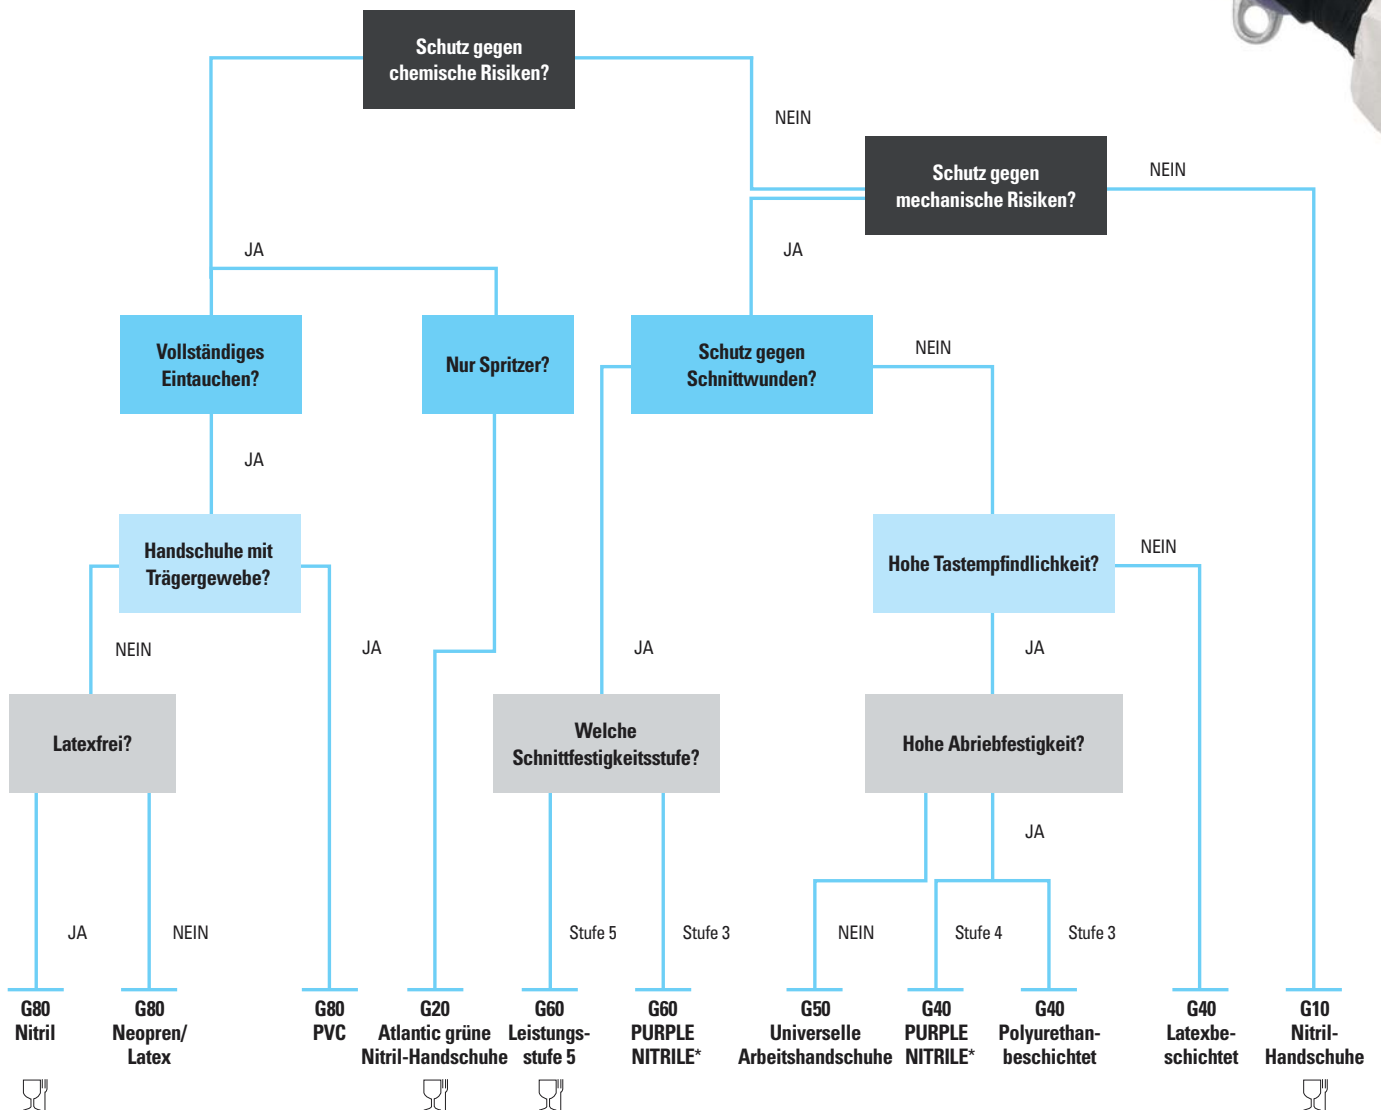 Schutz gegen
chemische Risiken?
NEIN
Schutz gegen
mechanische Risiken?
NEIN
JA
JA
Vollständiges
Eintauchen?
Nur Spritzer?
Schutz gegen
Schnittwunden?
NEIN
JA
Handschuhe mit
Trägergewebe?
Hohe Tastempfindlichkeit?
NEIN
NEIN
JA
JA
JA
Latexfrei?
Welche
Schnittfestigkeitsstufe?
Hohe Abriebfestigkeit?
JA
JA
NEIN
Stufe 5
Stufe 3
NEIN
Stufe 4
Stufe 3
G80
Nitril
G80
Neopren/
Latex
G80
PVC
G20
Atlantic grüne
Nitril-Handschuhe
G60
Leistungs-
stufe 5
G60
PURPLE
NITRILE*
G50
Universelle
Arbeitshandschuhe
G40
PURPLE
NITRILE*
G40
Polyurethan-
beschichtet
G40
Latexbe-
schichtet
G10
Nitril-
Handschuhe